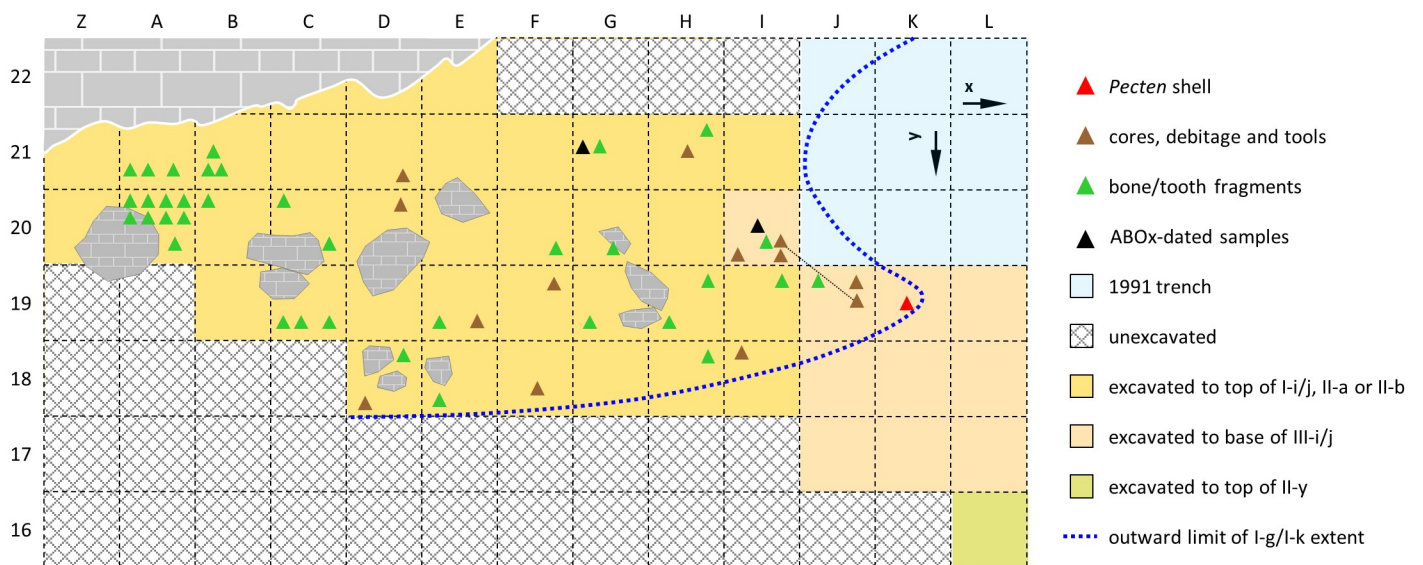 Z A B C D E F G H I J K L
22
x
Pecten shell
21
y
cores, debitage and tools
bone/tooth fragments
20
ABOx-dated samples
19
1991 trench
unexcavated
18
excavated to top of I-i/j, II-a or II-b
17
excavated to base of III-i/j
excavated to top of II-y
16
outward limit of I-g/I-k extent